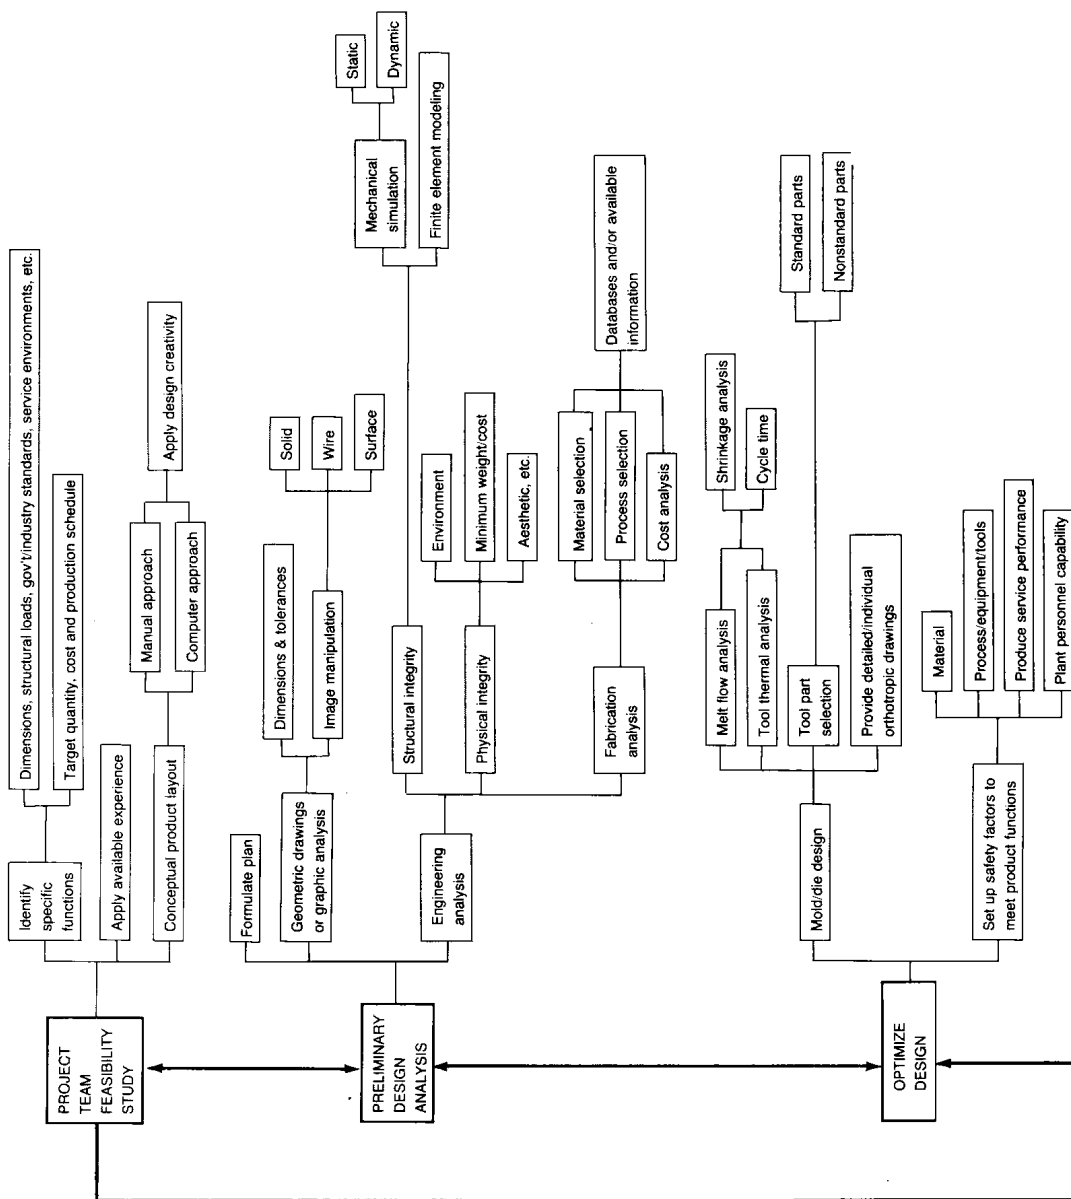 PROJECT
TEAM
FEASIBILITY
STUDY
Identify
specific
functions
Dimensions, structural loads, gov't/industry standards, service environments, etc.
Target quantity, cost and production schedule
Apply available experience
Conceptual product layout
Manual approach
Computer approach
Apply design creativity
PRELIMINARY
DESIGN
ANALYSIS
Formulate plan
Geometric drawings
or graphic analysis
Dimensions & tolerances
Image manipulation
Solid
Wire
Surface
Engineering
analysis
Structural integrity
Mechanical
simulation
Static
Dynamic
Finite element modeling
Physical integrity
Environment
Minimum weight/cost
Aesthetic, etc.
Fabrication
analysis
Material selection
Process selection
Cost analysis
Databases and/or available
information
OPTIMIZE
DESIGN
Mold/die design
Melt flow analysis
Tool thermal analysis
Shrinkage analysis
Cycle time
Tool part
selection
Standard parts
Nonstandard parts
Provide detailed/individual
orthotropic drawings
Set up safety factors to
meet product functions
Material
Process/equipment/tools
Produce service performance
Plant personnel capability